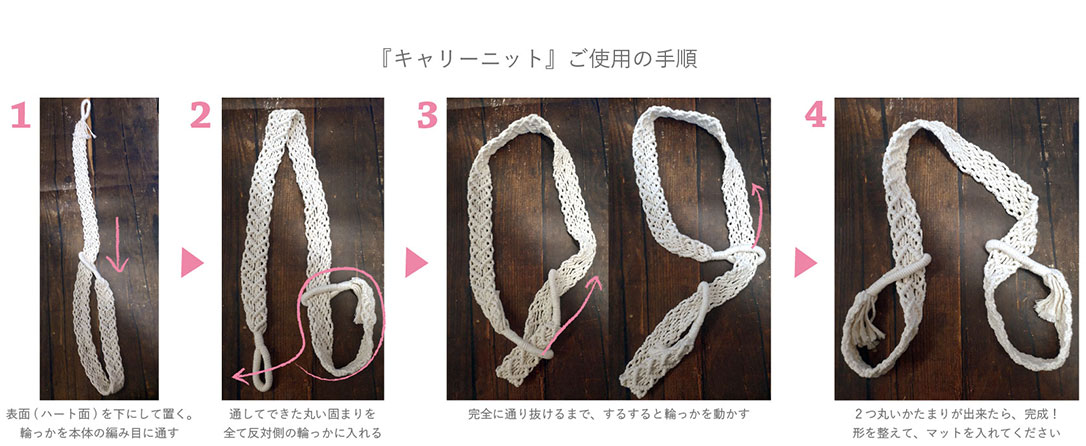 『キャリーニット』ご使用の手順
1
表面(ハート面)を下にして置く。
輪っかを本体の編み目に通す
2
通してできた丸い固まりを
全て反対側の輪っかに入れる
3
完全に通り抜けるまで、するすると輪っかを動かす
4
2つ丸いかたまりが出来たら、完成!
形を整えて、マットを入れてください